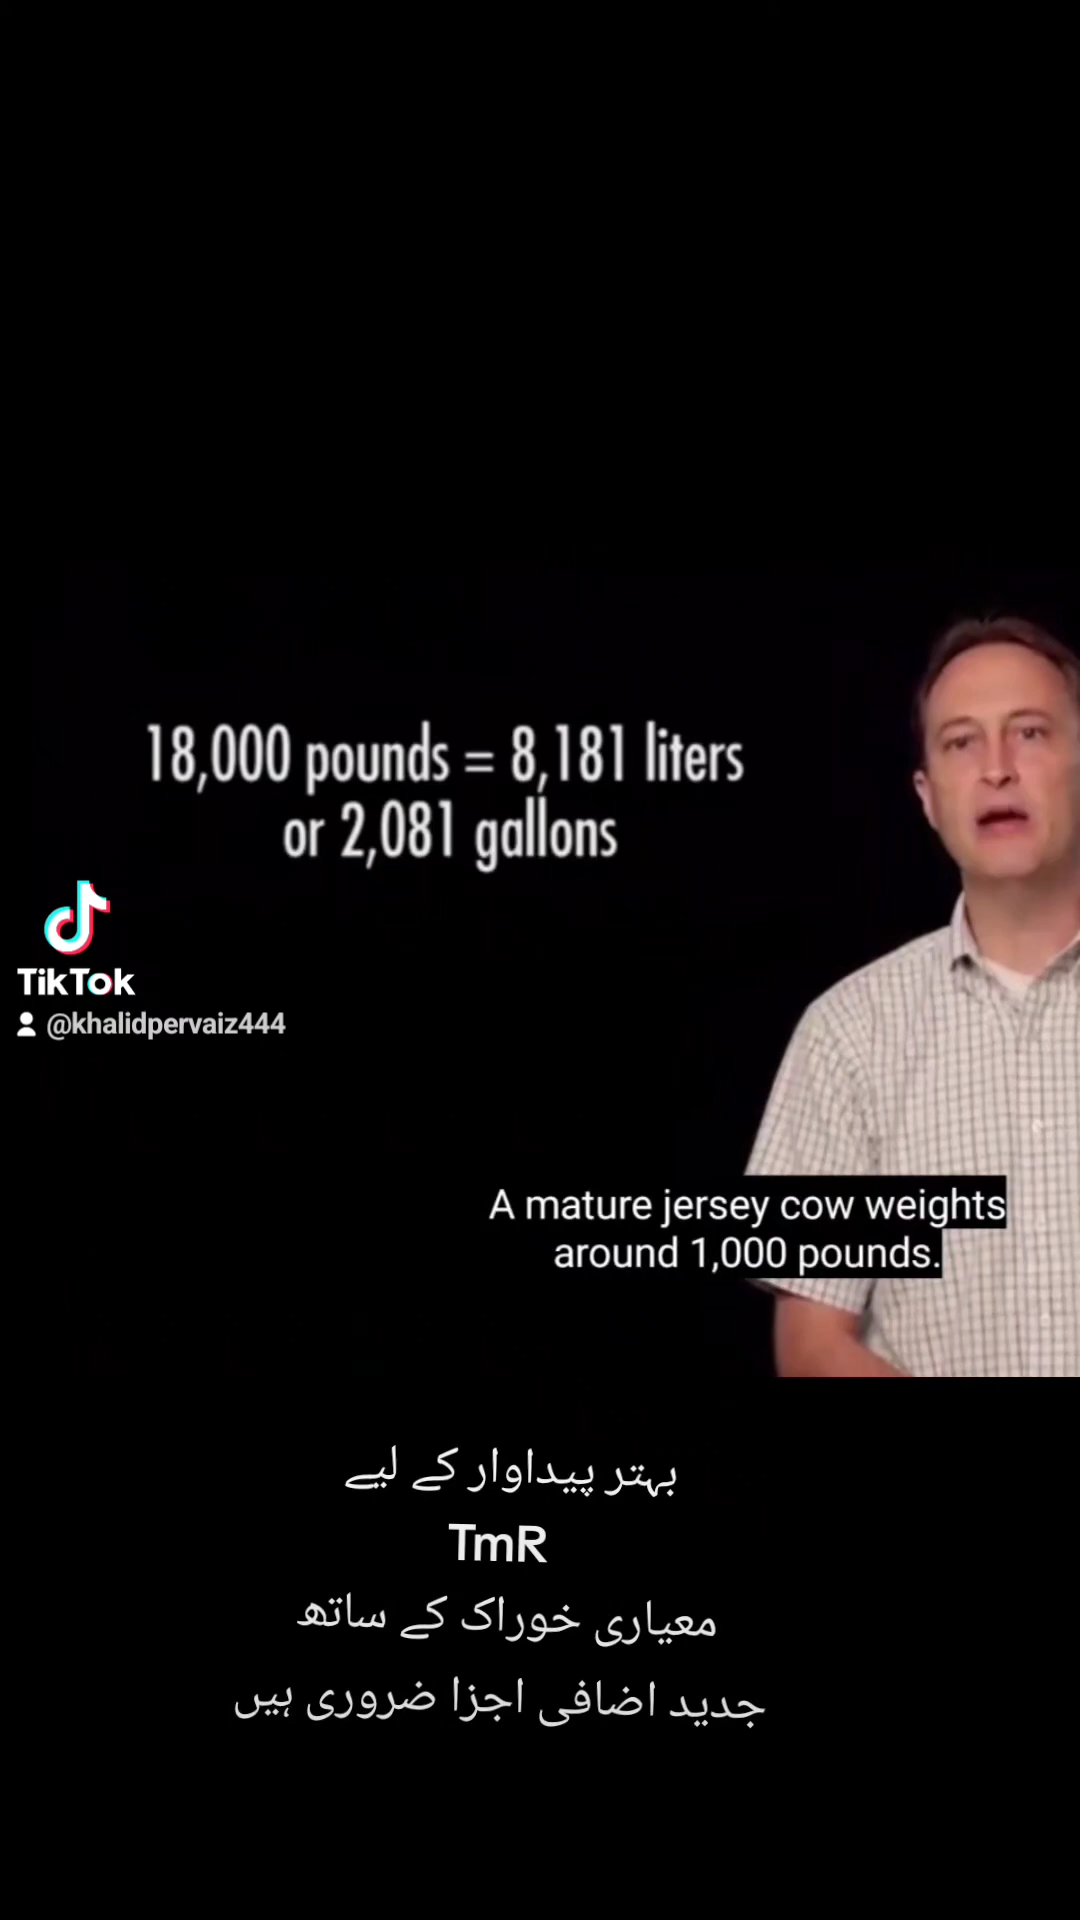 18,000 pounds = 8,181 liters
or 2,081 gallons
TikTok
@khalidpervaiz444
A mature jersey cow weights
around 1,000 pounds.
بہتر پیداوار کے لیے
TmR
معیاری خوراک کے ساتھ
جدید اضافی اجزا ضروری ہیں